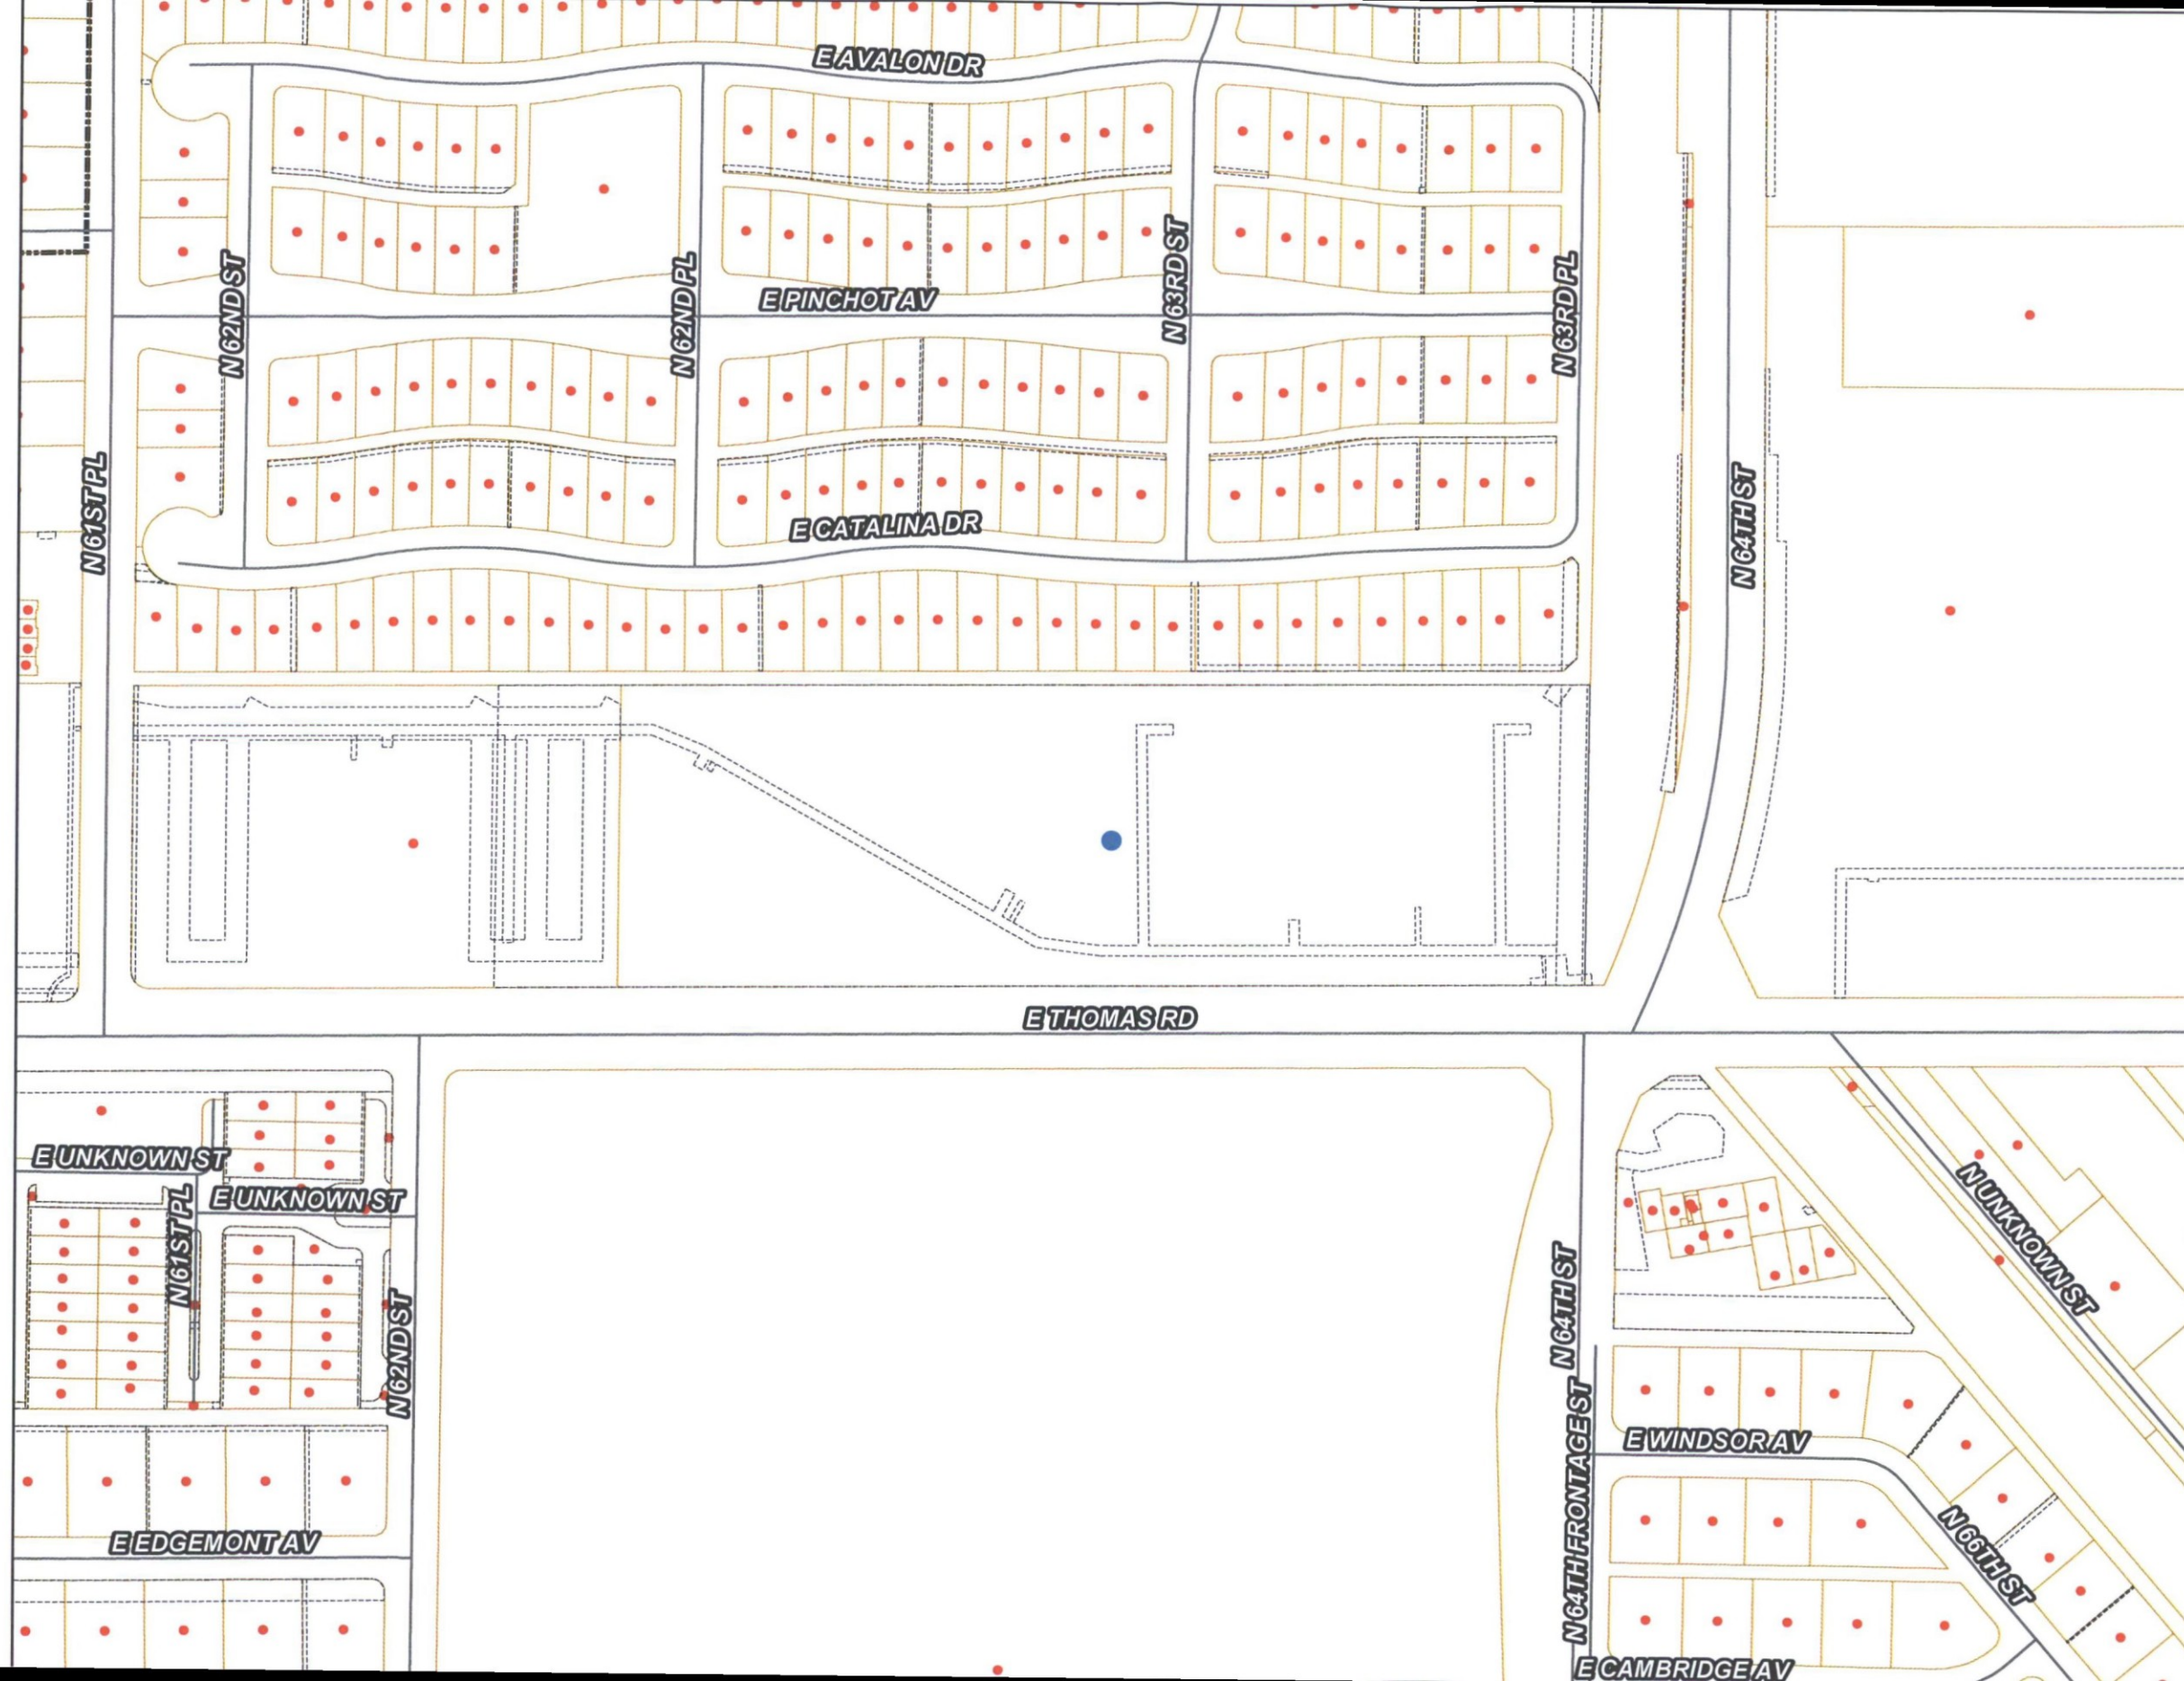 E AVALON DR
N 62ND ST
N 62ND PL
E PINCHOT AV
N 63RD ST
N 63RD PL
N 61ST PL
E CATALINA DR
N 64TH ST
E THOMAS RD
E UNKNOWN ST
E UNKNOWN ST
N 61ST PL
N 62ND ST
N 64TH ST
N UNKNOWN ST
N 64TH FRONTAGE ST
E WINDSOR AV
E EDGEMONT AV
N 66TH ST
E CAMBRIDGE AV